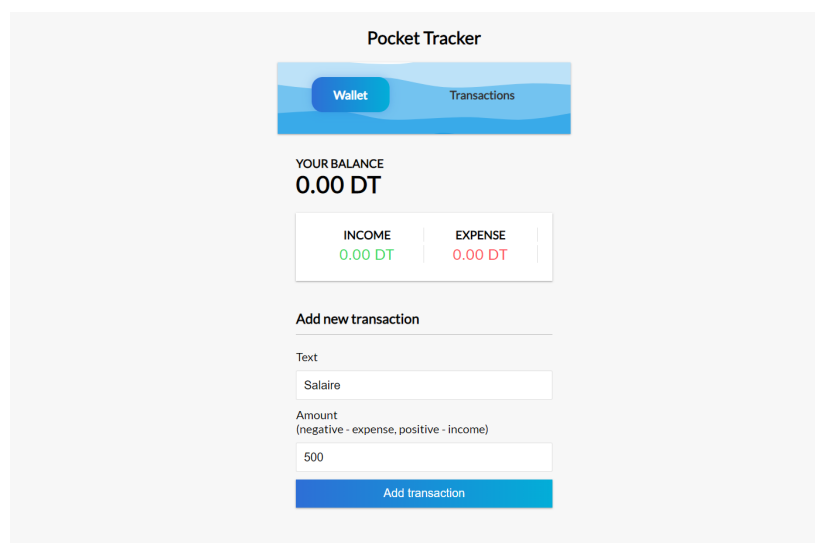 Pocket Tracker
Wallet Transactions
YOUR BALANCE
0.00 DT
INCOME EXPENSE
0.00 DT 0.00 DT
Add new transaction
Text
Salaire
Amount
(negative - expense, positive - income)
500
Add transaction